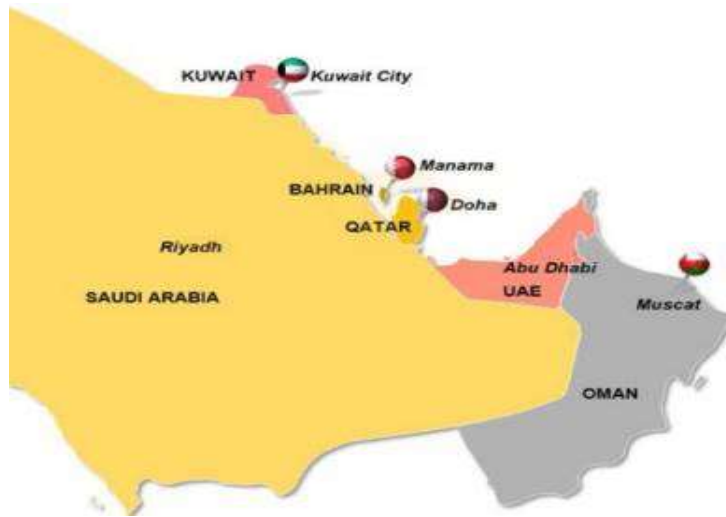 KUWAIT
Kuwait City
Manama
BAHRAIN
Doha
QATAR
Riyadh
Abu Dhabi
SAUDI ARABIA
UAE
Muscat
OMAN